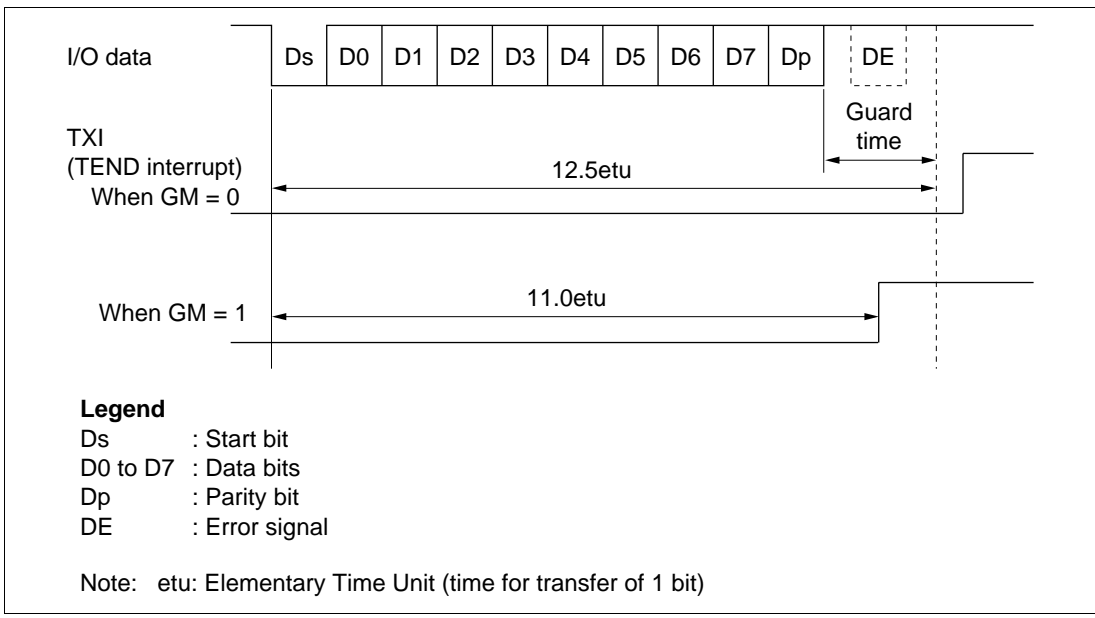 I/O data
Ds D0 D1 D2 D3 D4 D5 D6 D7 Dp DE
Guard
time
TXI
(TEND interrupt)
When GM = 0
12.5etu
When GM = 1
11.0etu
Legend
Ds : Start bit
D0 to D7 : Data bits
Dp : Parity bit
DE : Error signal
Note: etu: Elementary Time Unit (time for transfer of 1 bit)